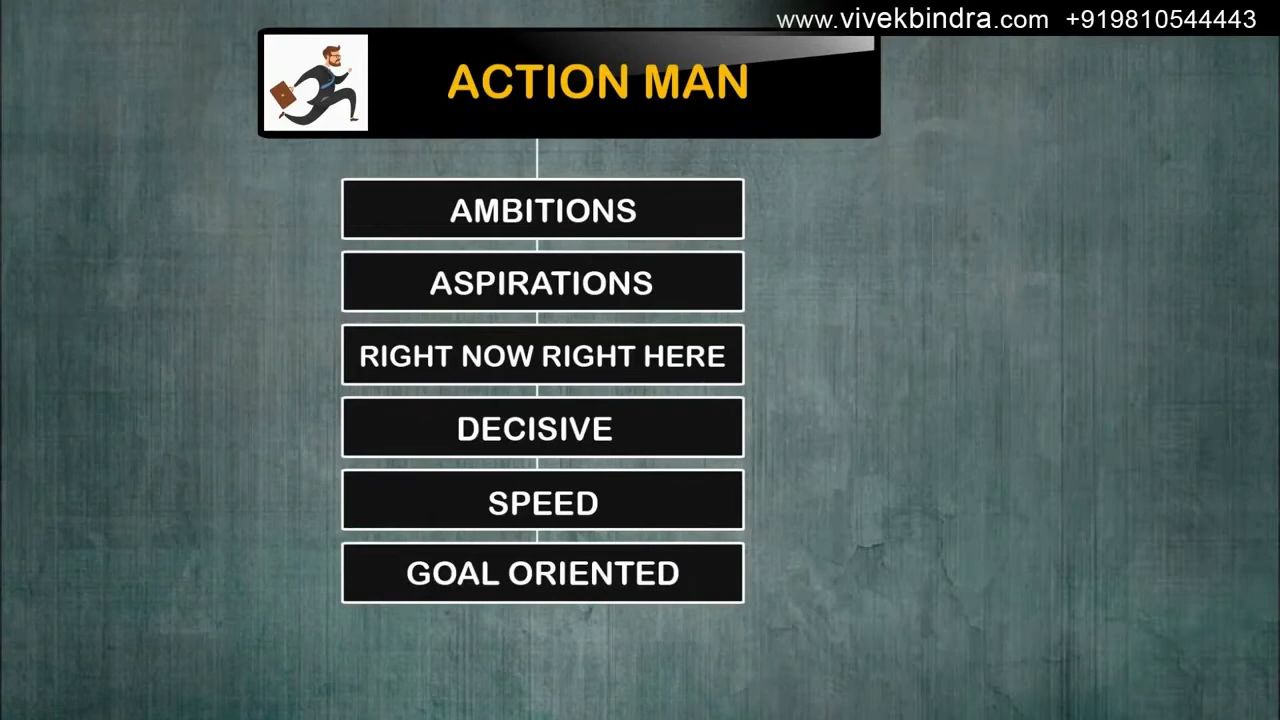 www.vivekbindra.com +919810544443
ACTION MAN
AMBITIONS
ASPIRATIONS
RIGHT NOW RIGHT HERE
DECISIVE
SPEED
GOAL ORIENTED